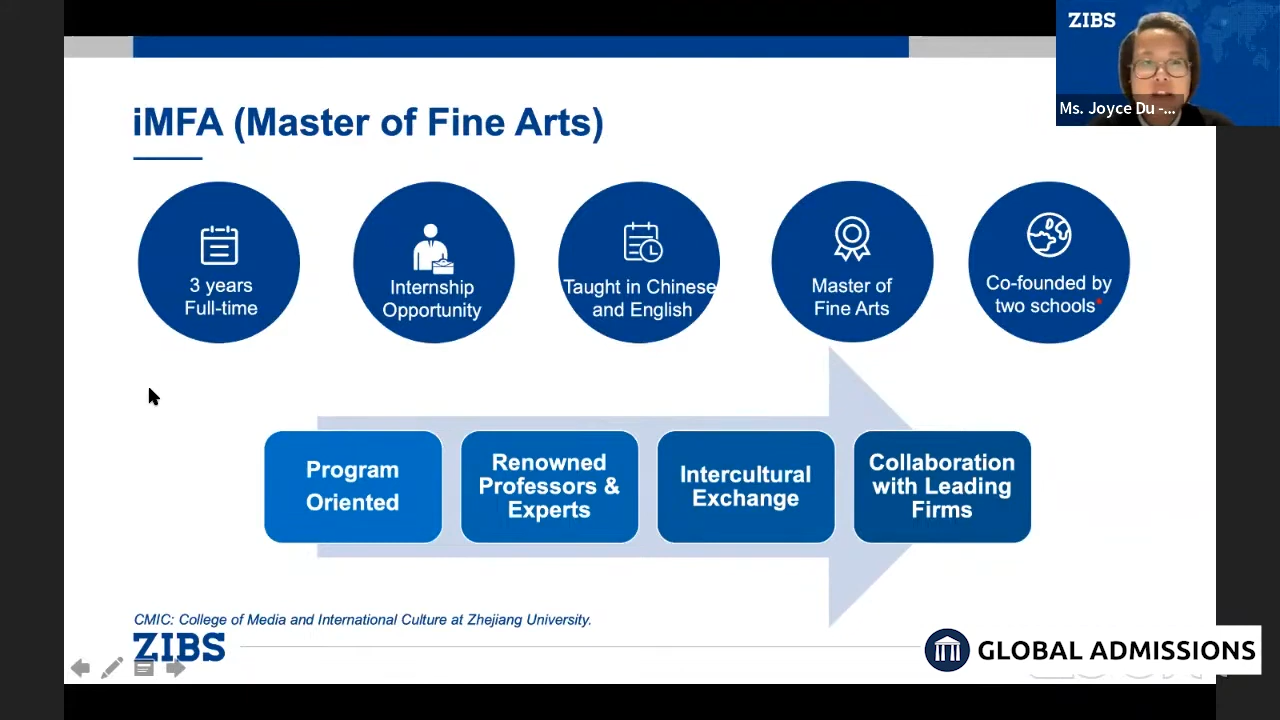 ZIBS
Ms. Joyce Du -...
iMFA (Master of Fine Arts)
3 years
Full-time
Internship
Opportunity
Taught in Chinese
and English
Master of
Fine Arts
Co-founded by
two schools*
Program
Oriented
Renowned
Professors &
Experts
Intercultural
Exchange
Collaboration
with Leading
Firms
CMIC: College of Media and International Culture at Zhejiang University.
ZIBS
GLOBAL ADMISSIONS